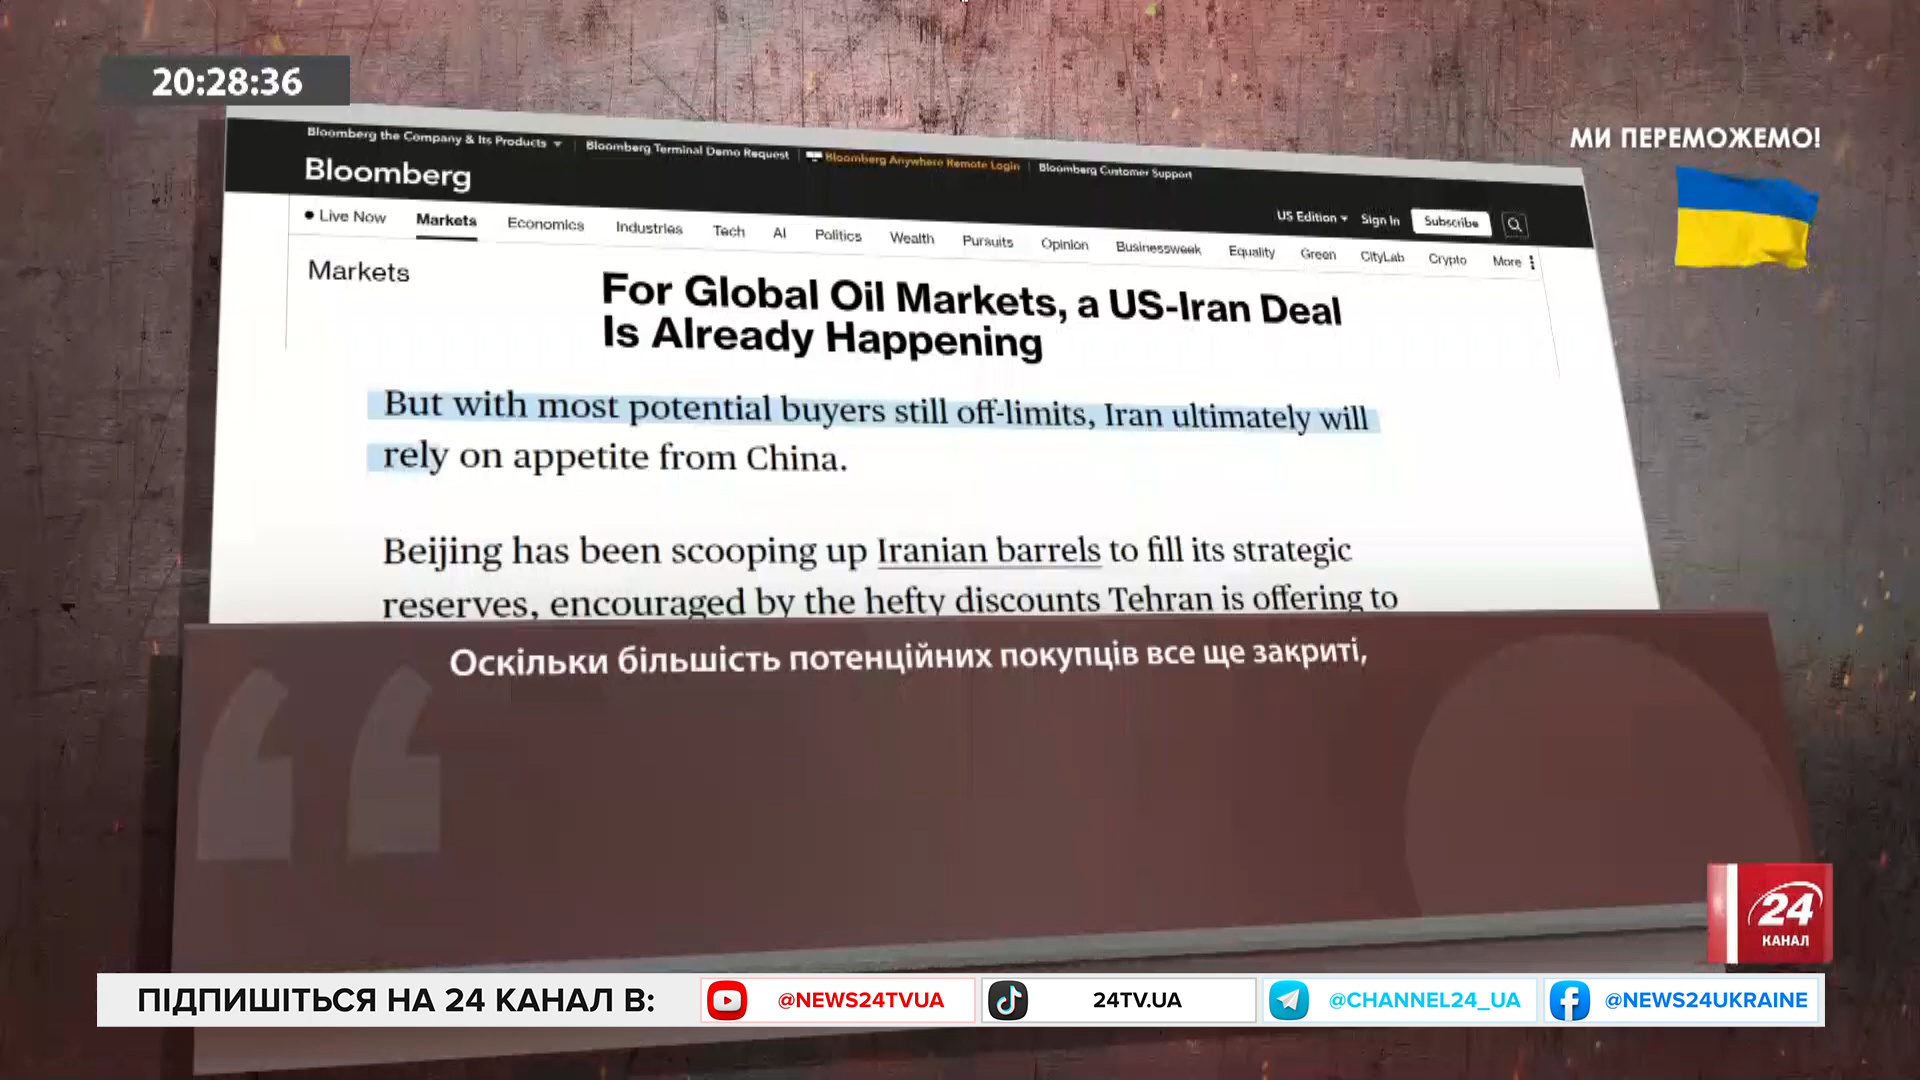 20:28:36
МИ ПЕРЕМОЖЕМО!
Bloomberg the Company & Its Products
Bloomberg Terminal Demo Request
Bloomberg Anywhere Remote Login
Bloomberg Customer Support
Bloomberg
US Edition
Sign In
Subscribe
Live Now
Markets
Economics
Industries
Tech
AI
Politics
Wealth
Pursuits
Opinion
Businessweek
Equality
Green
CityLab
Crypto
More
Markets
For Global Oil Markets, a US-Iran Deal
Is Already Happening
But with most potential buyers still off-limits, Iran ultimately will
rely on appetite from China.
Beijing has been scooping up Iranian barrels to fill its strategic
reserves, encouraged by the hefty discounts Tehran is offering to
Оскільки більшість потенційних покупців все ще закриті,
24
КАНАЛ
ПІДПИШІТЬСЯ НА 24 КАНАЛ В:
@NEWS24TVUA
24TV.UA
@CHANNEL24_UA
@NEWS24UKRAINE